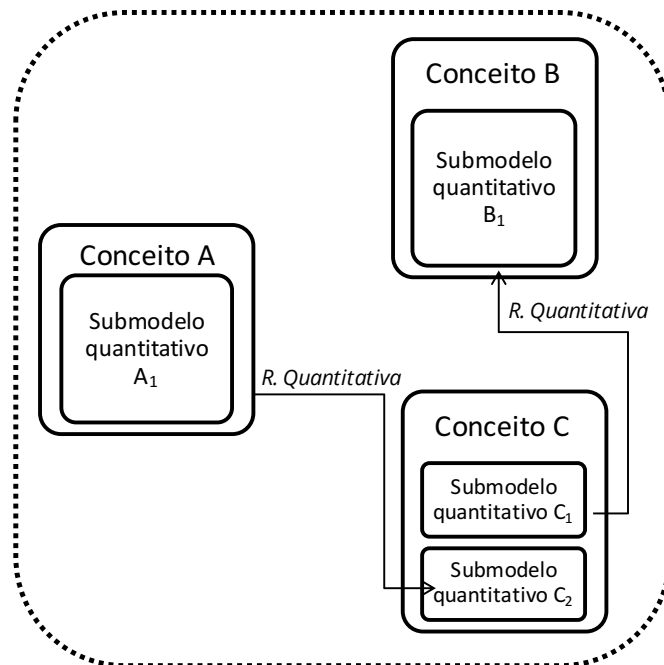 Conceito B
Submodelo
quantitativo
B₁
Conceito A
Submodelo
quantitativo
A₁
R. Quantitativa
R. Quantitativa
Conceito C
Submodelo
quantitativo C₁
Submodelo
quantitativo C₂